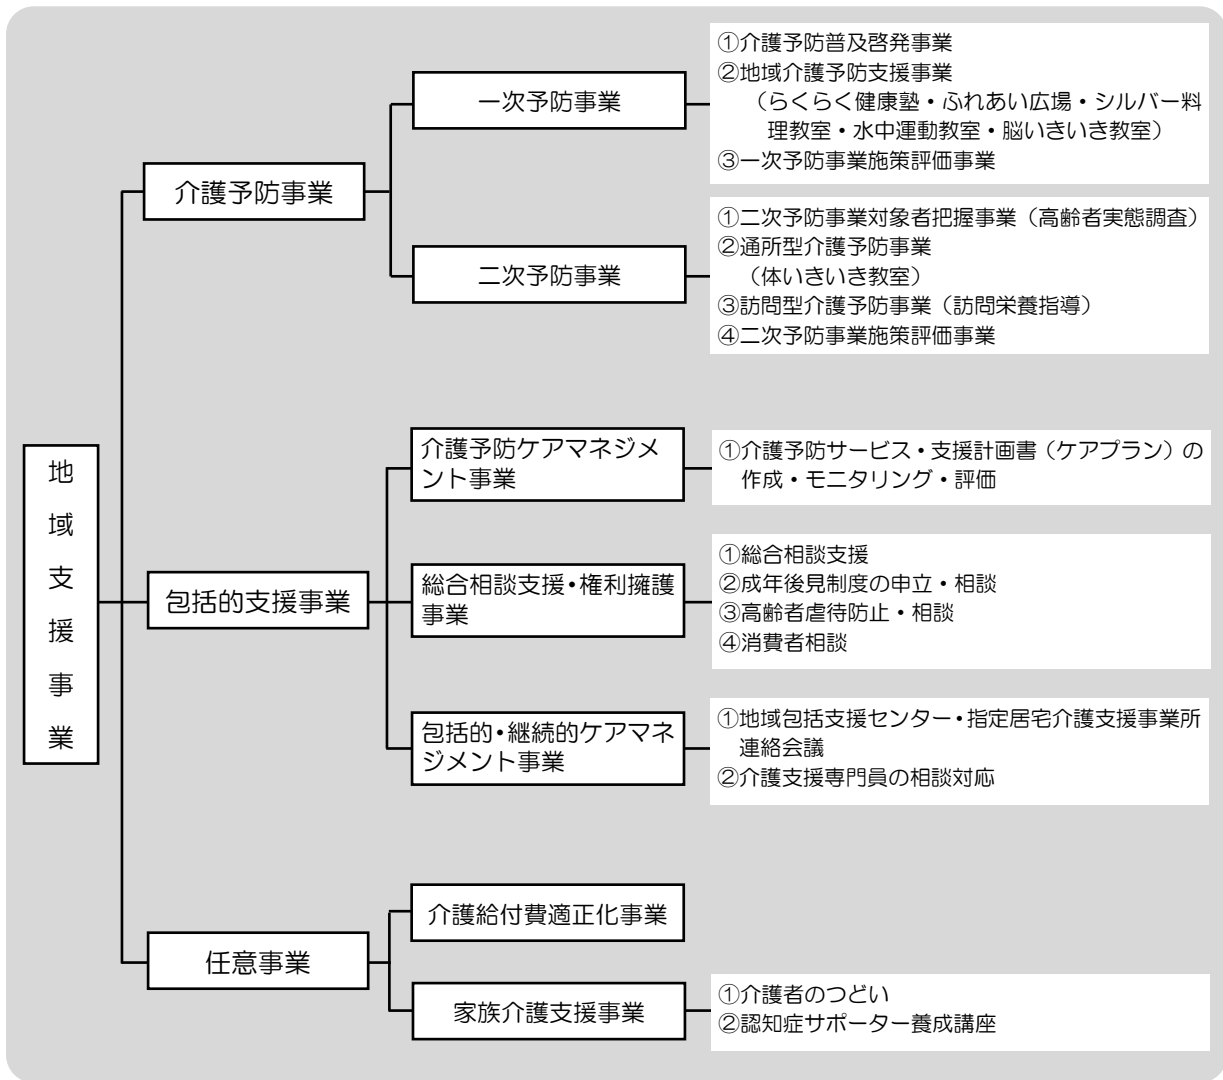 地域支援事業
介護予防事業
一次予防事業
①介護予防普及啓発事業
②地域介護予防支援事業
（らくらく健康塾・ふれあい広場・シルバー料
理教室・水中運動教室・脳いきいき教室）
③一次予防事業施策評価事業
二次予防事業
①二次予防事業対象者把握事業（高齢者実態調査）
②通所型介護予防事業
（体いきいき教室）
③訪問型介護予防事業（訪問栄養指導）
④二次予防事業施策評価事業
包括的支援事業
介護予防ケアマネジメ
ント事業
①介護予防サービス・支援計画書（ケアプラン）の
作成・モニタリング・評価
総合相談支援・権利擁護
事業
①総合相談支援
②成年後見制度の申立・相談
③高齢者虐待防止・相談
④消費者相談
包括的・継続的ケアマネ
ジメント事業
①地域包括支援センター・指定居宅介護支援事業所
連絡会議
②介護支援専門員の相談対応
任意事業
介護給付費適正化事業
家族介護支援事業
①介護者のつどい
②認知症サポーター養成講座